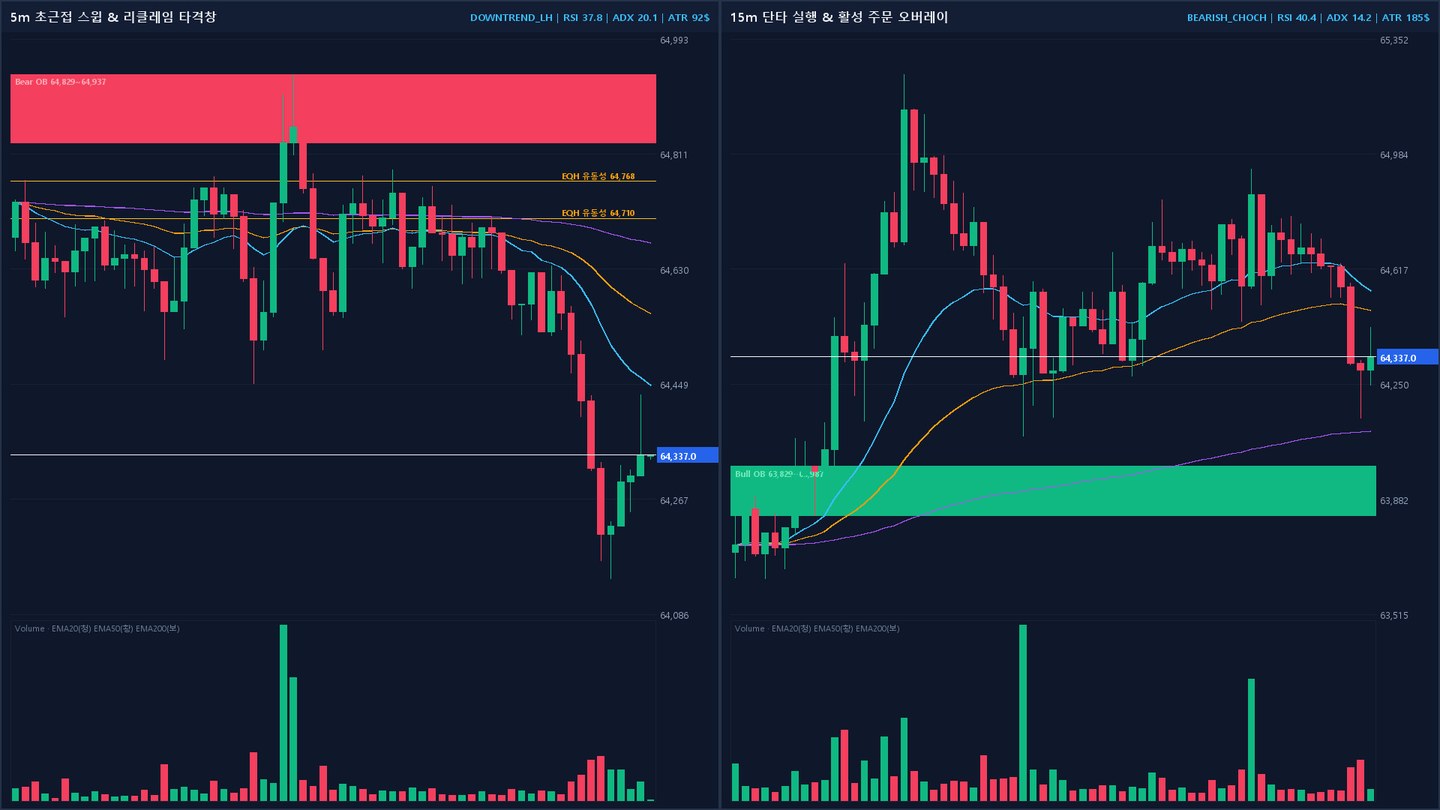 5m 초근접 스윕 & 리클레임 타격창
DOWNTREND_LH | RSI 37.8 | ADX 20.1 | ATR 92$
64,993
Bear OB 64,829~64,937
64,811
EQH 유동성 64,768
EQH 유동성 64,710
64,630
64,449
64,337.0
64,267
64,086
Volume · EMA20(청) EMA50(황) EMA200(보)
15m 단타 실행 & 활성 주문 오버레이
BEARISH_CHOCH | RSI 40.4 | ADX 14.2 | ATR 185$
65,352
64,984
64,617
64,337.0
64,250
Bull OB 63,829~
63,882
63,515
Volume · EMA20(청) EMA50(황) EMA200(보)